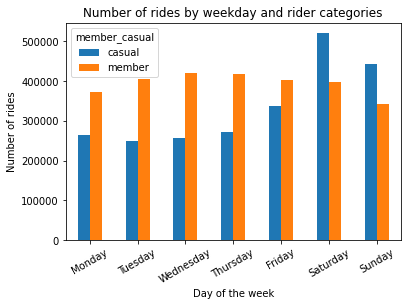 Number of rides by weekday and rider categories
member_casual
casual
member
Number of rides
500000
400000
300000
200000
100000
0
Monday
Tuesday
Wednesday
Thursday
Friday
Saturday
Sunday
Day of the week